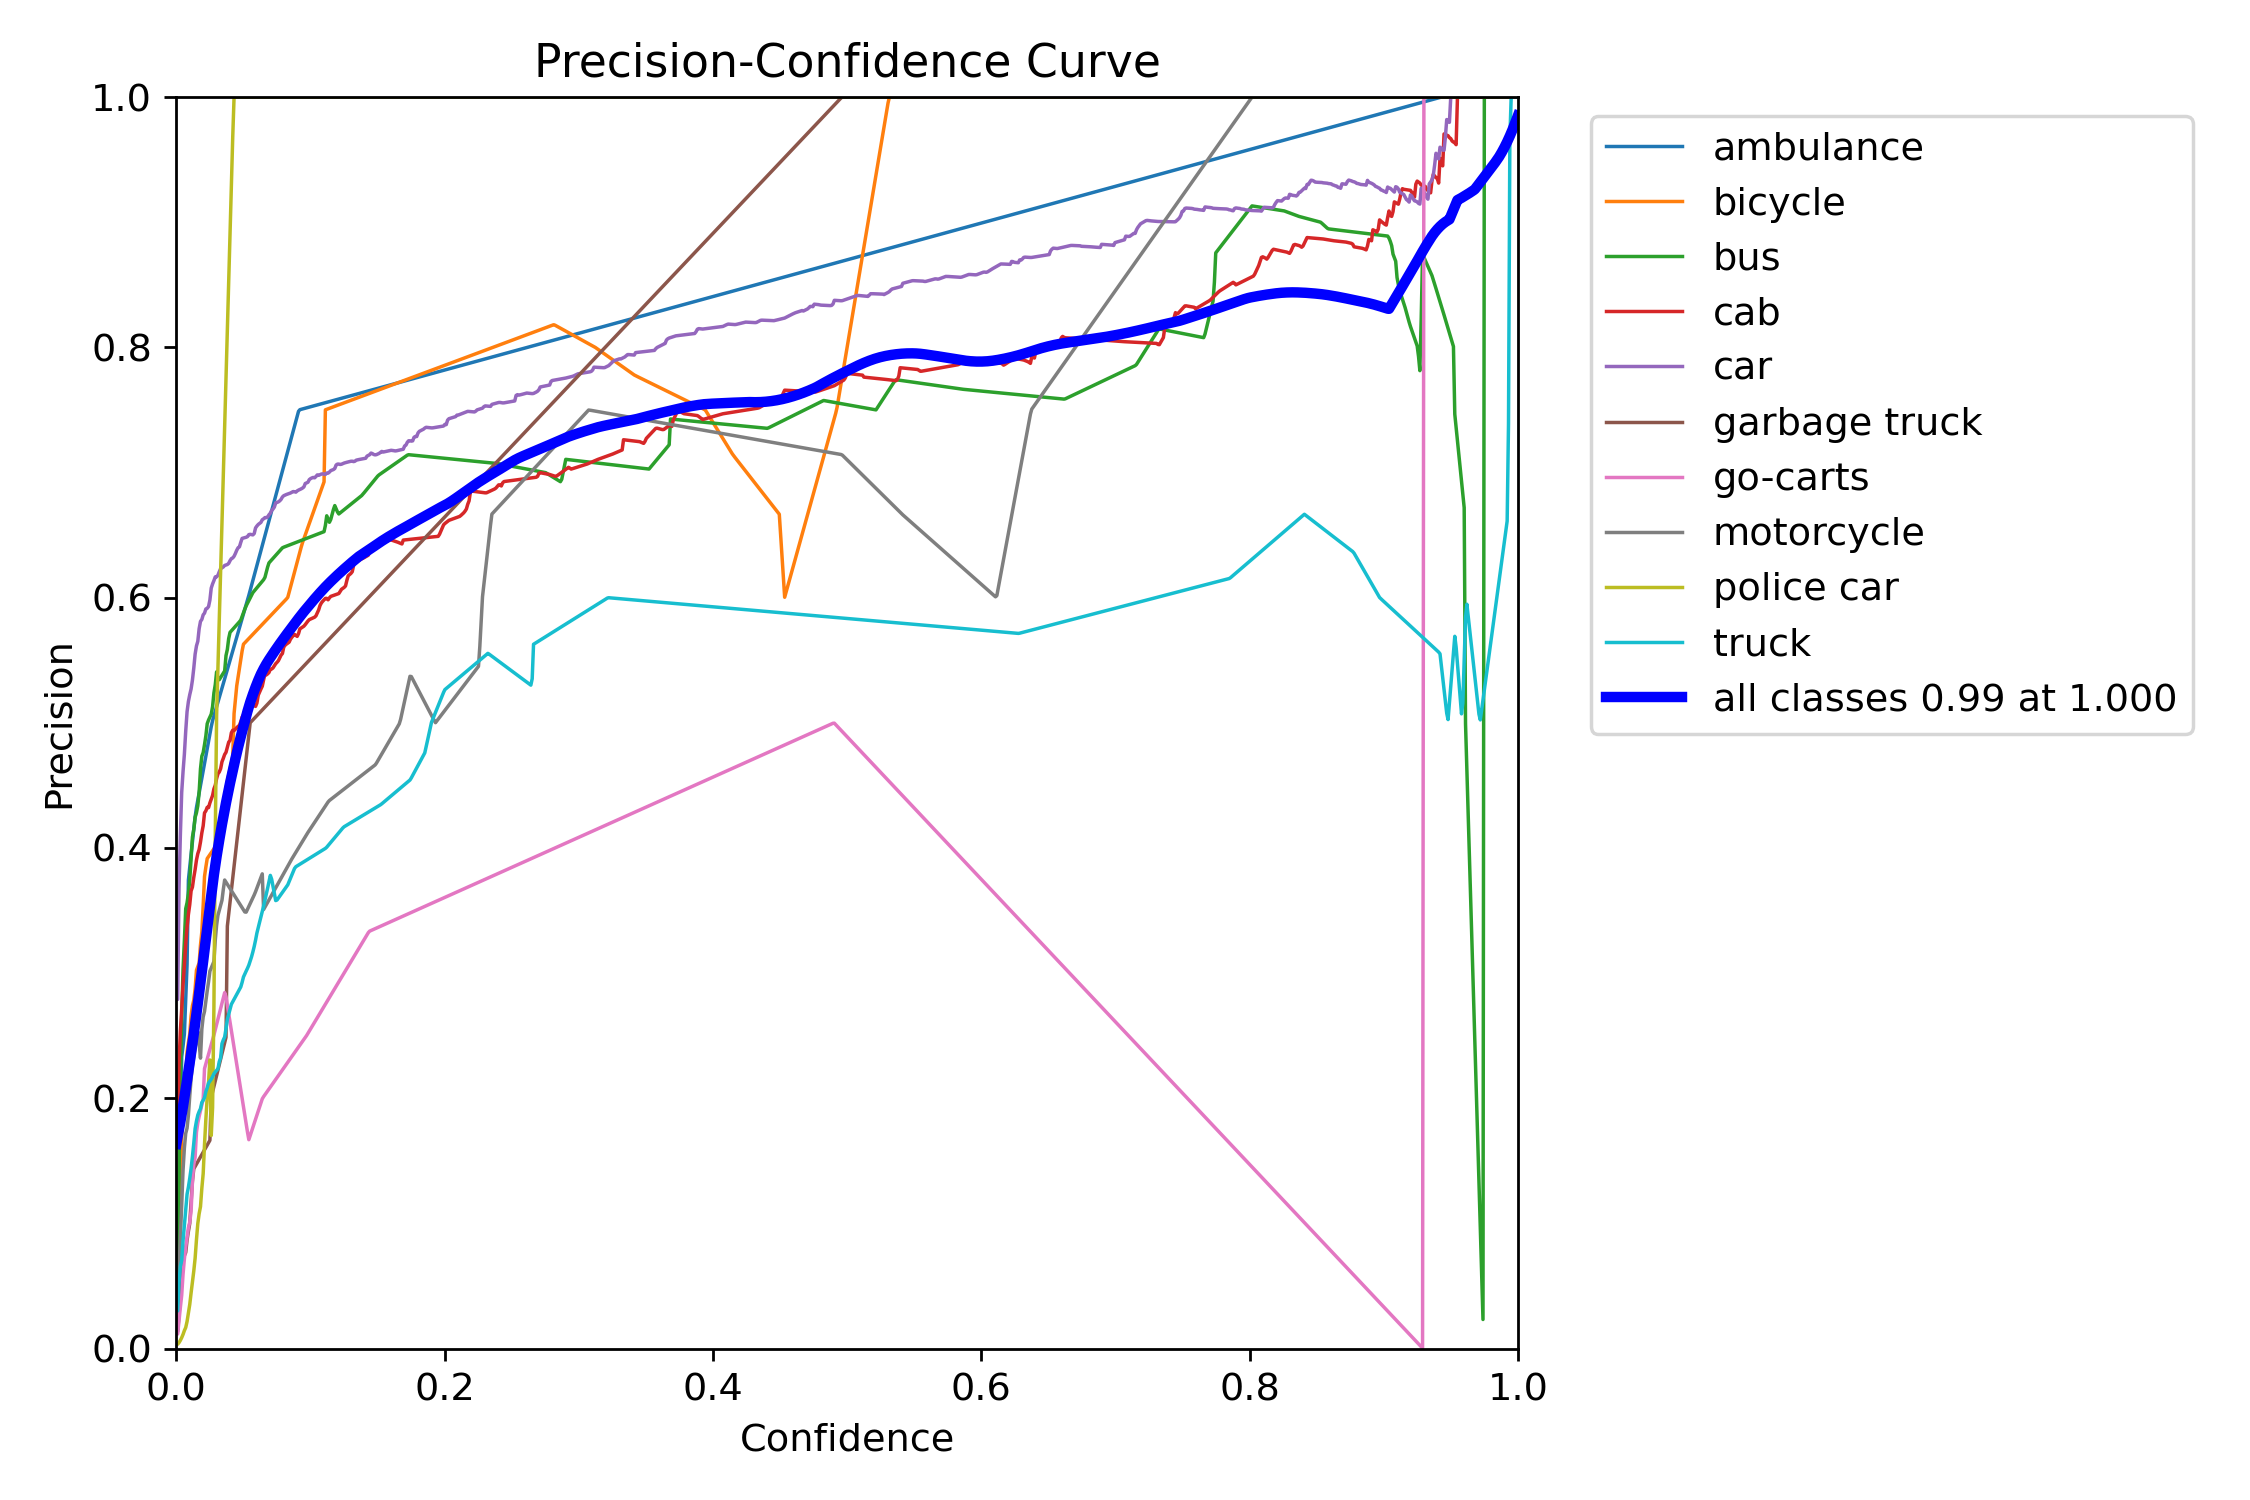 Precision-Confidence Curve
1.0
0.8
0.6
0.4
0.2
0.0
Precision
0.0 0.2 0.4 0.6 0.8 1.0
Confidence
ambulance
bicycle
bus
cab
car
garbage truck
go-carts
motorcycle
police car
truck
all classes 0.99 at 1.000